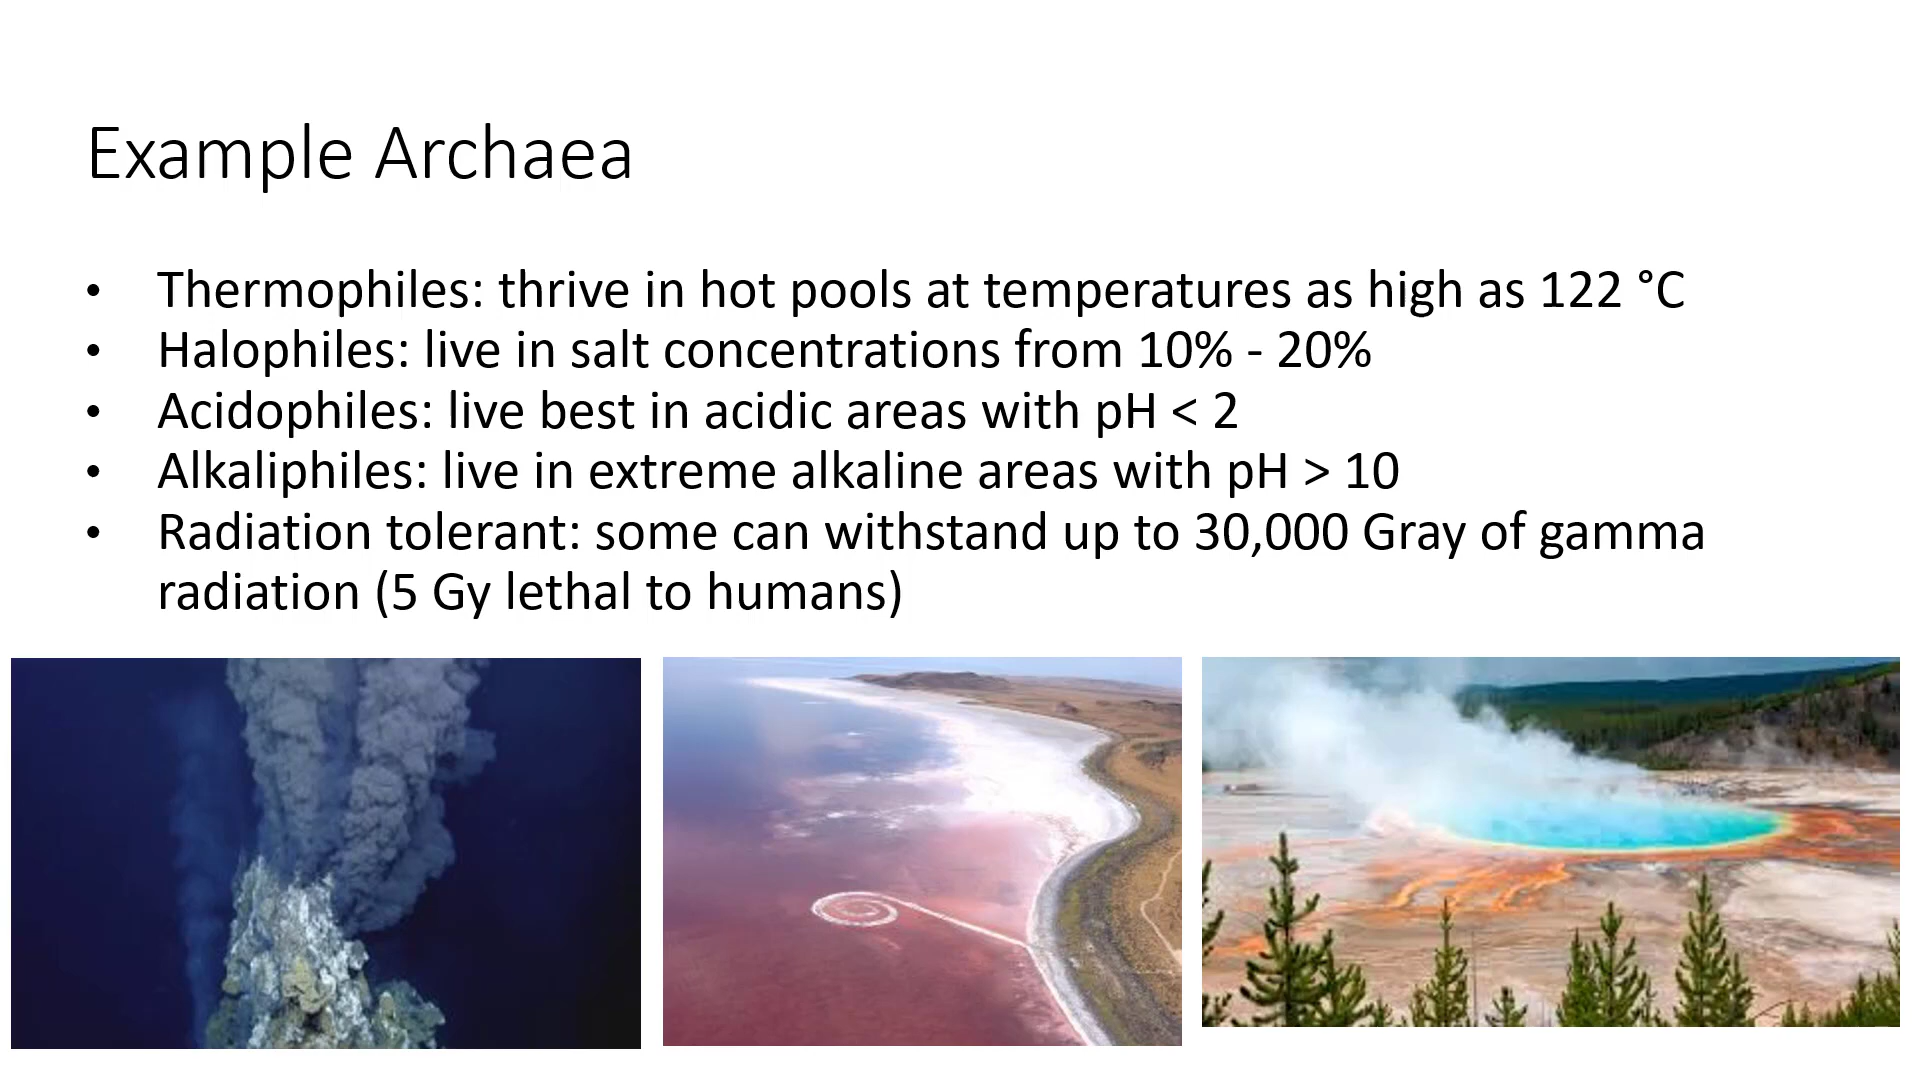 Example Archaea
• Thermophiles: thrive in hot pools at temperatures as high as 122 °C
• Halophiles: live in salt concentrations from 10% - 20%
• Acidophiles: live best in acidic areas with pH < 2
• Alkaliphiles: live in extreme alkaline areas with pH > 10
• Radiation tolerant: some can withstand up to 30,000 Gray of gamma
radiation (5 Gy lethal to humans)